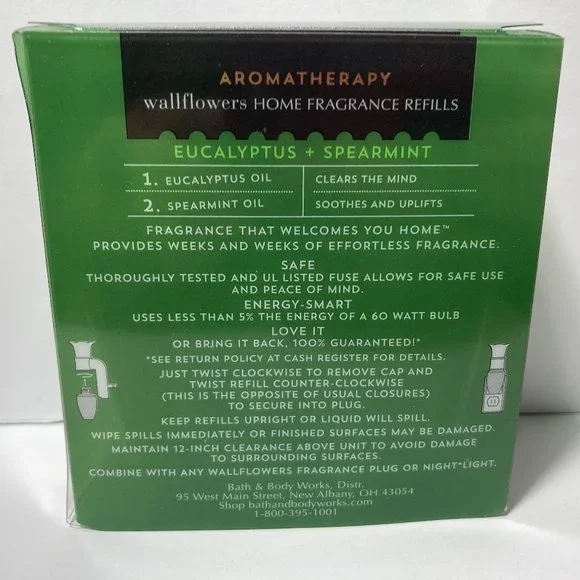 AROMATHERAPY
wallflowers HOME FRAGRANCE REFILLS
EUCALYPTUS + SPEARMINT
1. EUCALYPTUS OIL CLEARS THE MIND
2. SPEARMINT OIL SOOTHES AND UPLIFTS
FRAGRANCE THAT WELCOMES YOU HOME™
PROVIDES WEEKS AND WEEKS OF EFFORTLESS FRAGRANCE.
SAFE
THOROUGHLY TESTED AND UL LISTED FUSE ALLOWS FOR SAFE USE
AND PEACE OF MIND.
ENERGY-SMART
USES LESS THAN 5% THE ENERGY OF A 60 WATT BULB
LOVE IT
OR BRING IT BACK, 100% GUARANTEED!*
*SEE RETURN POLICY AT CASH REGISTER FOR DETAILS.
JUST TWIST CLOCKWISE TO REMOVE CAP AND
TWIST REFILL COUNTER-CLOCKWISE
(THIS IS THE OPPOSITE OF USUAL CLOSURES)
TO SECURE INTO PLUG.
KEEP REFILLS UPRIGHT OR LIQUID WILL SPILL.
WIPE SPILLS IMMEDIATELY OR FINISHED SURFACES MAY BE DAMAGED.
MAINTAIN 12-INCH CLEARANCE ABOVE UNIT TO AVOID DAMAGE
TO SURROUNDING SURFACES.
COMBINE WITH ANY WALLFLOWERS FRAGRANCE PLUG OR NIGHT LIGHT.
Bath & Body Works, Distr.
95 West Main Street, New Albany, OH 43054
Shop bathandbodyworks.com
1-800-395-1001